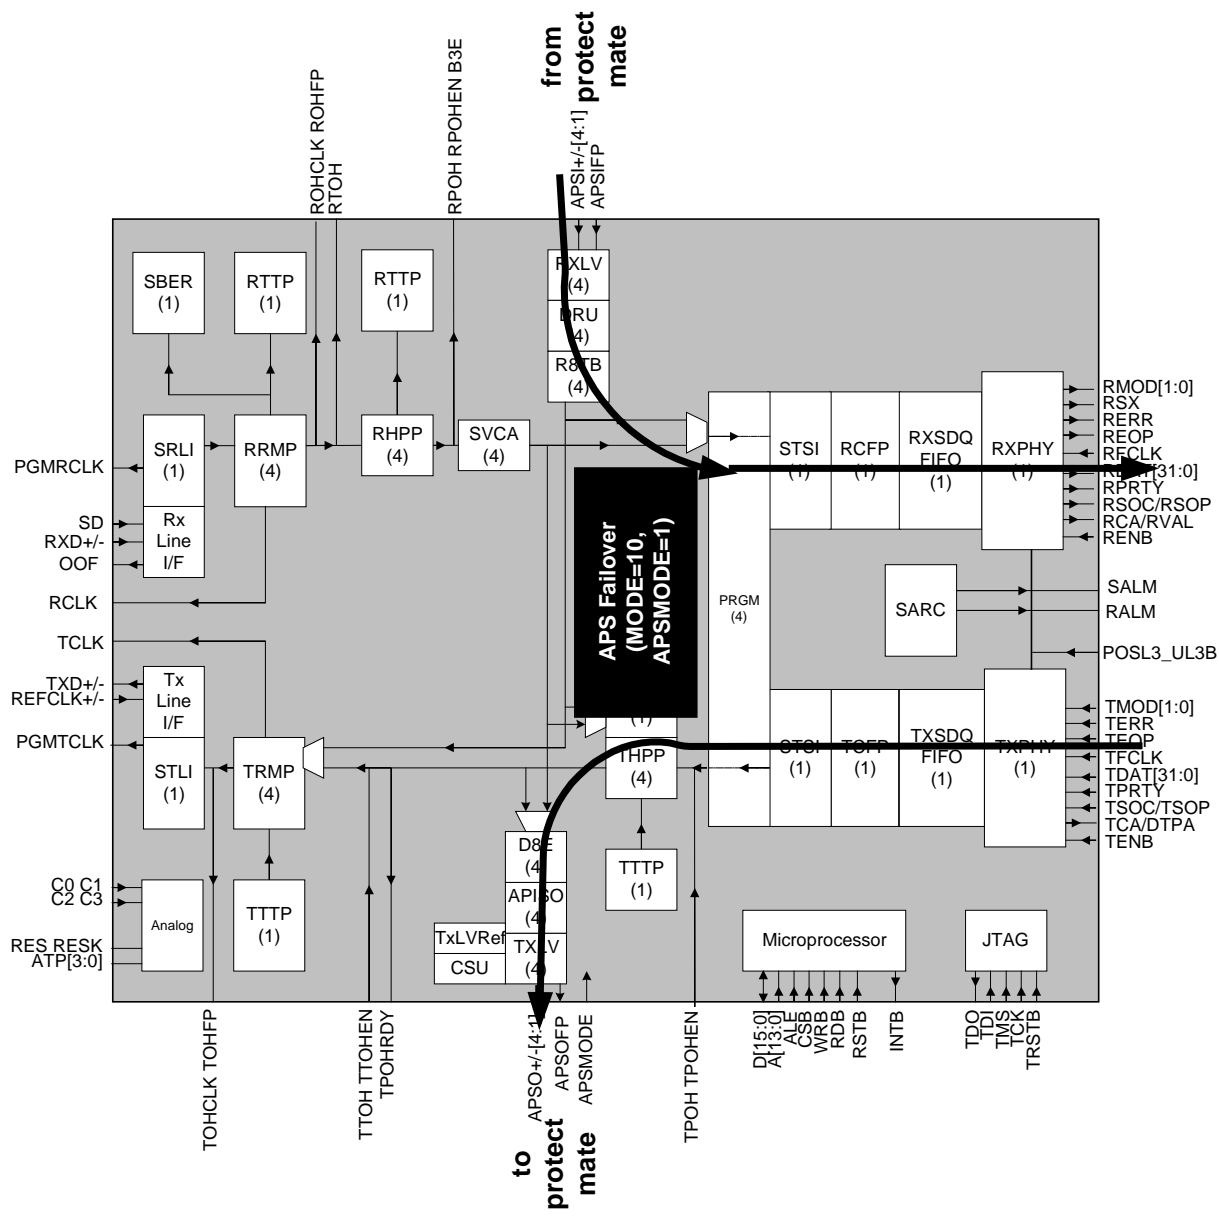 from
protect
mate
ROHCLK ROHFP
RTOH
RPOH RPOHEN B3E
APSI+/-[4:1]
APSIFP
SBER
(1)
RTTP
(1)
RTTP
(1)
RXLV
(4)
DRU
(4)
R8TB
(4)
SRLI
(1)
Rx
Line
I/F
RRMP
(4)
RHPP
(4)
SVCA
(4)
PRGM
(4)
STSI
(1)
RCFP
(1)
RXSDQ
FIFO
(1)
RXPHY
(1)
PGMRCLK
SD
RXD+/-
OOF
RCLK
TCLK
TXD+/-
REFCLK+/-
PGMTCLK
C0 C1
C2 C3
RES RESK
ATP[3:0]
RMOD[1:0]
RSX
RERR
REOP
RFCLK
RDAT[31:0]
RPRTY
RSOC/RSOP
RCA/RVAL
RENB
SALM
RALM
POSL3_UL3B
TMOD[1:0]
TERR
TEOP
TFCLK
TDAT[31:0]
TPRTY
TSOC/TSOP
TCA/DTPA
TENB
APS Failover
(MODE=10,
APSMODE=1)
SARC
Tx
Line
I/F
STLI
(1)
TRMP
(4)
(1)
THPP
(4)
STSI
(1)
TCFP
(1)
TXSDQ
FIFO
(1)
TXPHY
(1)
TTTP
(1)
TTTP
(1)
Analog
D8E
(4)
APISO
(4)
TXLV
(4)
TxLVRef
CSU
Microprocessor
JTAG
TOHCLK TOHFP
TTOH TTOHEN
TPOHRDY
APSO+/-[4:1]
APSOFP
APSMODE
TPOH TPOHEN
D[15:0]
A[13:0]
ALE
CSB
WRB
RDB
RSTB
INTB
TDO
TDI
TMS
TCK
TRSTB
to
protect
mate